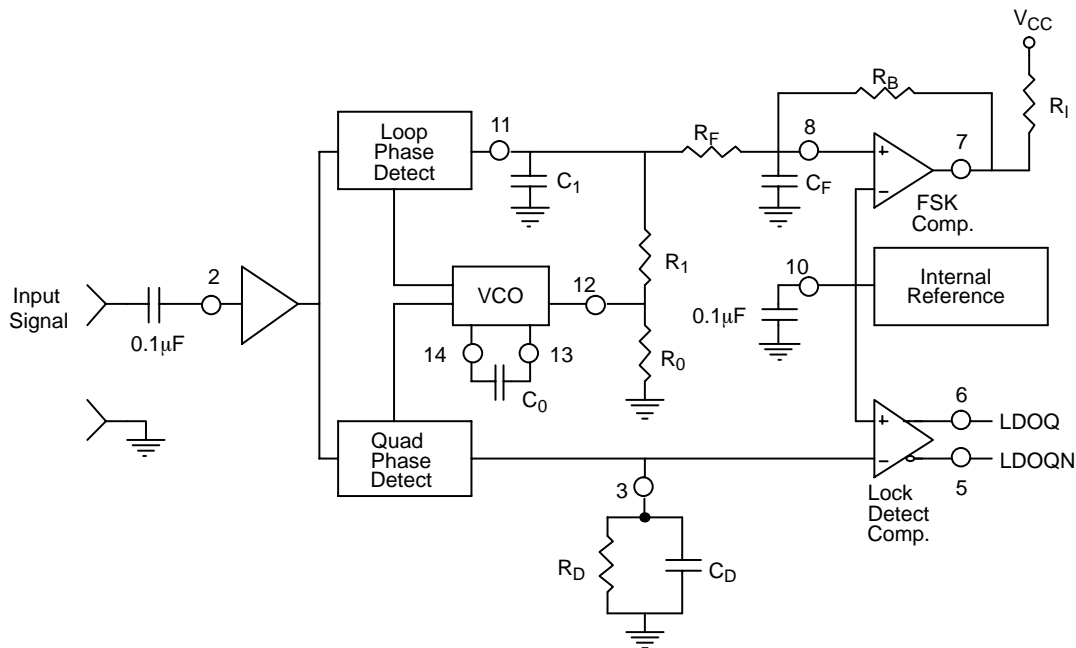 V_CC
R_B
R_I
Loop
Phase
Detect
11
R_F
8
7
+
−
C_1
C_F
FSK
Comp.
R_1
Input
Signal
0.1µF
2
VCO
12
10
Internal
Reference
0.1µF
14
13
C_0
R_0
Quad
Phase
Detect
+
−
6
LDOQ
LDOQN
5
3
Lock
Detect
Comp.
R_D
C_D